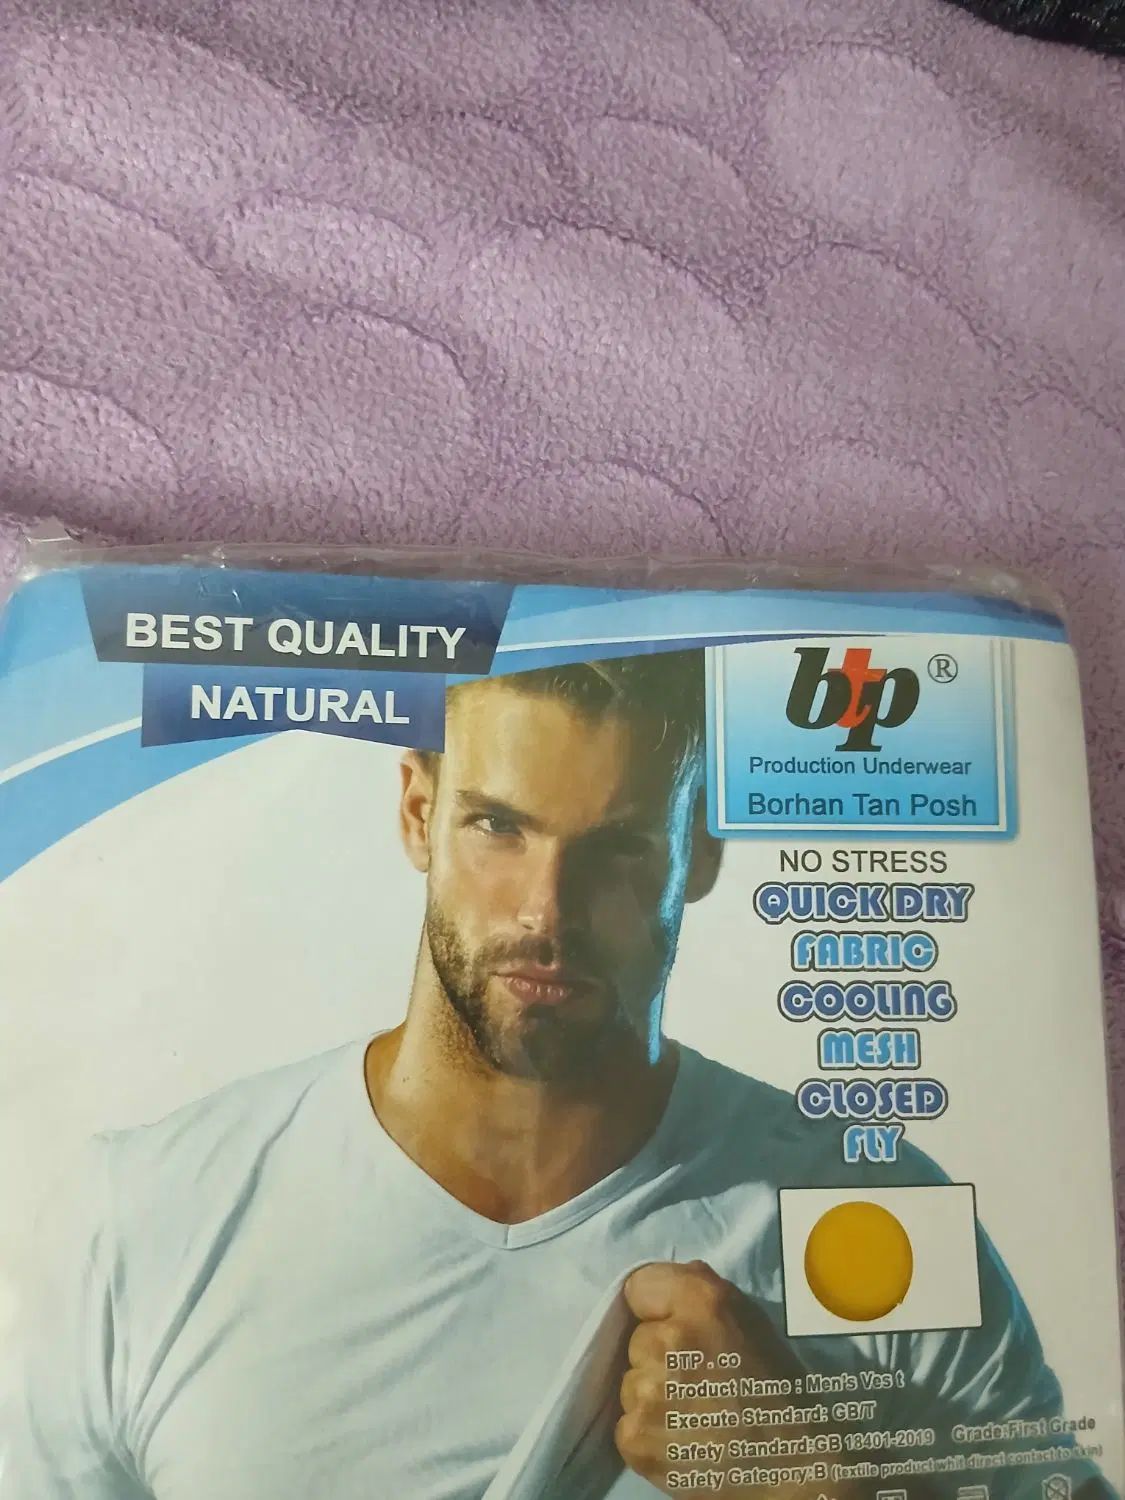 BEST QUALITY
NATURAL
btp®
Production Underwear
Borhan Tan Posh
NO STRESS
QUICK DRY
FABRIC
COOLING
MESH
CLOSED
FLY
BTP . co
Product Name : Men's Ves t
Execute Standard: GB/T
Safety Standard:GB 18401-2019 Grade:First Grade
Safety Gategory:B (textile product whit direct contact to skin)